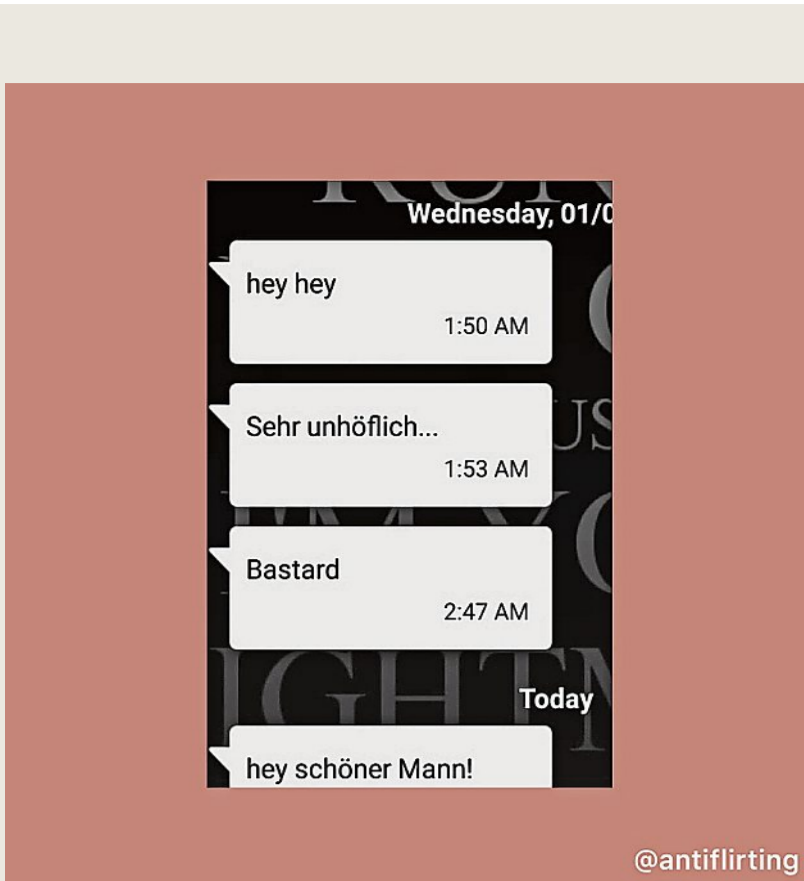 Wednesday, 01/0
hey hey
1:50 AM
Sehr unhöflich...
1:53 AM
Bastard
2:47 AM
Today
hey schöner Mann!
@antiflirting